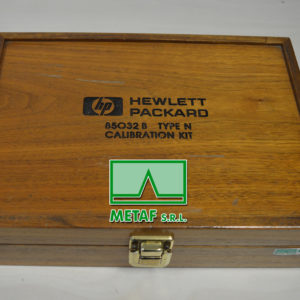 hp HEWLETT
PACKARD
85032B TYPE N
CALIBRATION KIT
METAF S.R.L.